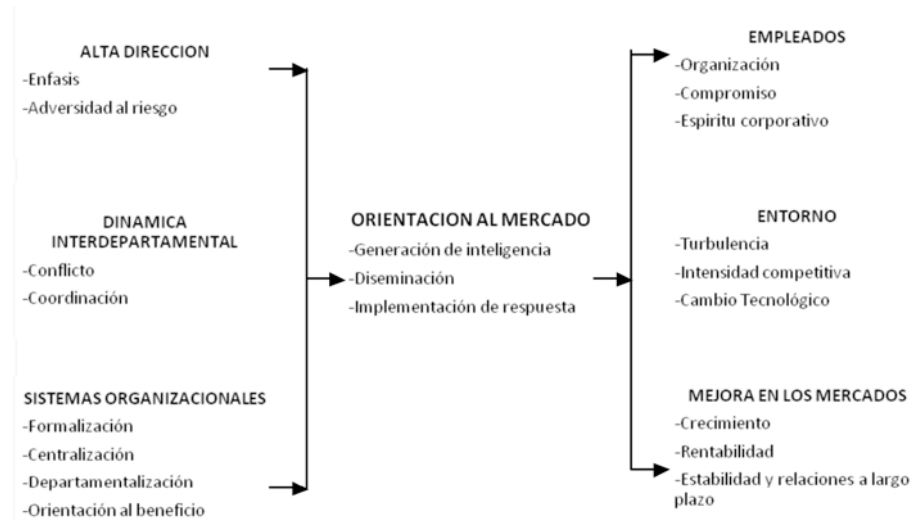 ALTA DIRECCION
-Enfasis
-Adversidad al riesgo
DINAMICA
INTERDEPARTAMENTAL
-Conflicto
-Coordinación
SISTEMAS ORGANIZACIONALES
-Formalización
-Centralización
-Departamentalización
-Orientación al beneficio
ORIENTACION AL MERCADO
-Generación de inteligencia
-Diseminación
-Implementación de respuesta
EMPLEADOS
-Organización
-Compromiso
-Espiritu corporativo
ENTORNO
-Turbulencia
-Intensidad competitiva
-Cambio Tecnológico
MEJORA EN LOS MERCADOS
-Crecimiento
-Rentabilidad
-Estabilidad y relaciones a largo
plazo